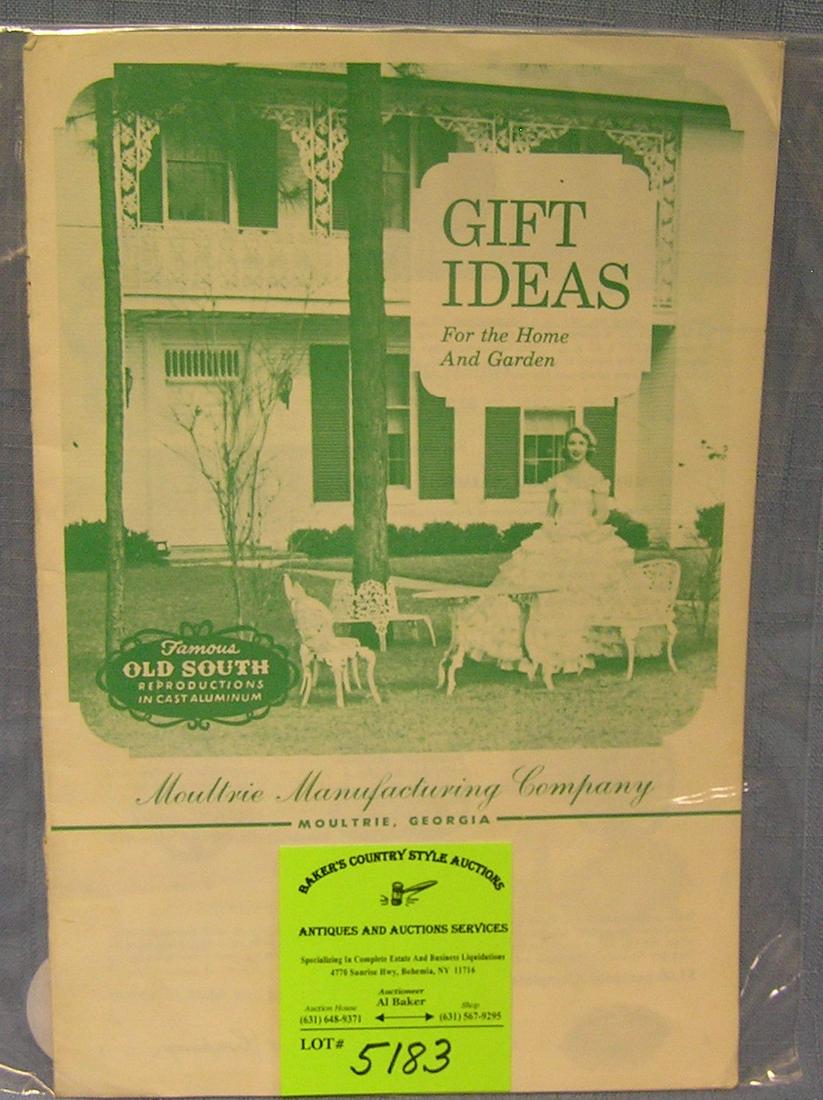 GIFT
IDEAS
For the Home
And Garden
Famous
OLD SOUTH
REPRODUCTIONS
IN CAST ALUMINUM
Moultrie Manufacturing Company
MOULTRIE, GEORGIA
BAKER'S COUNTRY STYLE AUCTIONS
ANTIQUES AND AUCTIONS SERVICES
Specializing In Complete Estate And Business Liquidations
4770 Sunrise Hwy, Bohemia, NY 11716
Auctioneer
Al Baker
Auction House
(631) 648-9371
Shop
(631) 567-9295
LOT# 5183